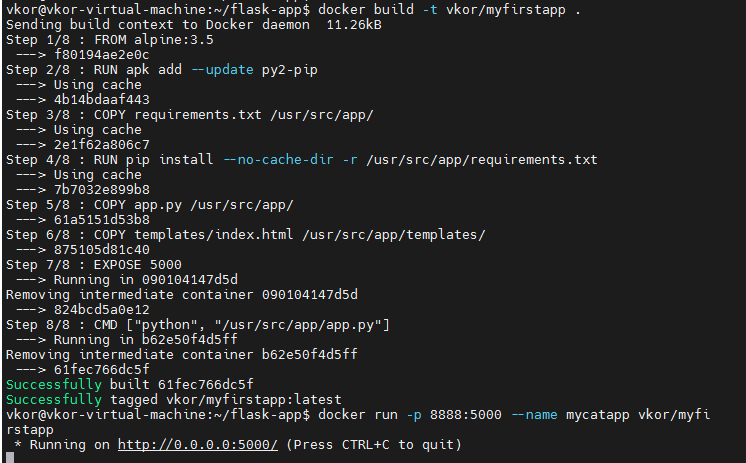 vkor@vkor-virtual-machine:~/flask-app$ docker build -t vkor/myfirstapp .
Sending build context to Docker daemon  11.26kB
Step 1/8 : FROM alpine:3.5
 ---> f80194ae2e0c
Step 2/8 : RUN apk add --update py2-pip
 ---> Using cache
 ---> 4b14bdaaf443
Step 3/8 : COPY requirements.txt /usr/src/app/
 ---> Using cache
 ---> 2e1f62a806c7
Step 4/8 : RUN pip install --no-cache-dir -r /usr/src/app/requirements.txt
 ---> Using cache
 ---> 7b7032e899b8
Step 5/8 : COPY app.py /usr/src/app/
 ---> 61a5151d53b8
Step 6/8 : COPY templates/index.html /usr/src/app/templates/
 ---> 875105d81c40
Step 7/8 : EXPOSE 5000
 ---> Running in 090104147d5d
Removing intermediate container 090104147d5d
 ---> 824bcd5a0e12
Step 8/8 : CMD ["python", "/usr/src/app/app.py"]
 ---> Running in b62e50f4d5ff
Removing intermediate container b62e50f4d5ff
 ---> 61fec766dc5f
Successfully built 61fec766dc5f
Successfully tagged vkor/myfirstapp:latest
vkor@vkor-virtual-machine:~/flask-app$ docker run -p 8888:5000 --name mycatapp vkor/myfi
rstapp
 * Running on http://0.0.0.0:5000/ (Press CTRL+C to quit)